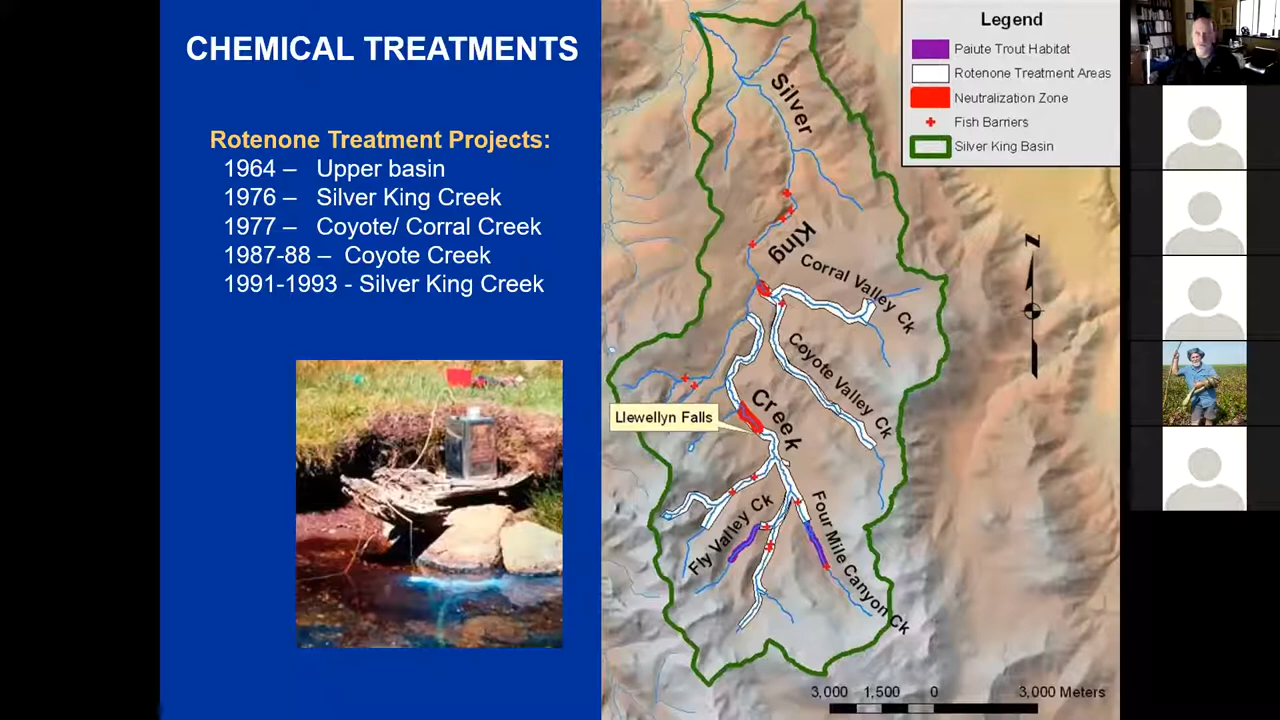 CHEMICAL TREATMENTS
Rotenone Treatment Projects:
1964 – Upper basin
1976 – Silver King Creek
1977 – Coyote/ Corral Creek
1987-88 – Coyote Creek
1991-1993 - Silver King Creek
Legend
Paiute Trout Habitat
Rotenone Treatment Areas
Neutralization Zone
Fish Barriers
Silver King Basin
Silver
King
Corral Valley Ck
N
Coyote Valley Ck
Creek
Llewellyn Falls
Fly Valley Ck
Four Mile Canyon Ck
3,000 1,500 0 3,000 Meters